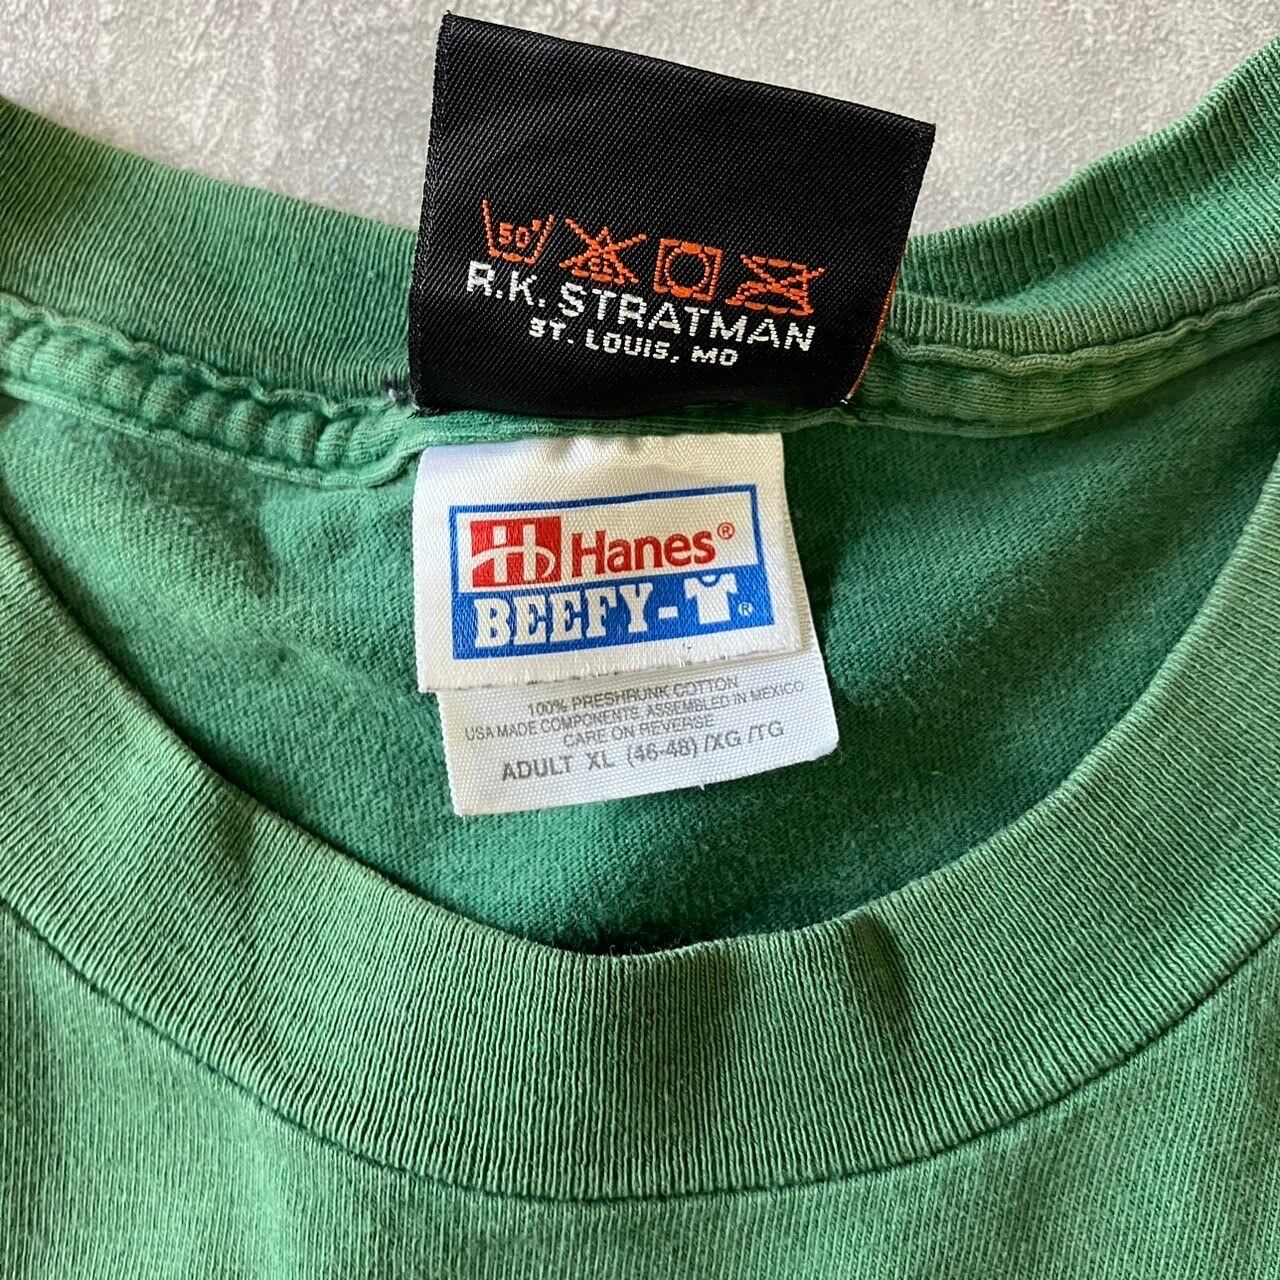 50°
R.K. STRATMAN
ST. LOUIS, MO
Hanes®
BEEFY-T®
100% PRESHRUNK COTTON
USA MADE COMPONENTS, ASSEMBLED IN MEXICO
CARE ON REVERSE
ADULT XL (46-48) /XG /TG